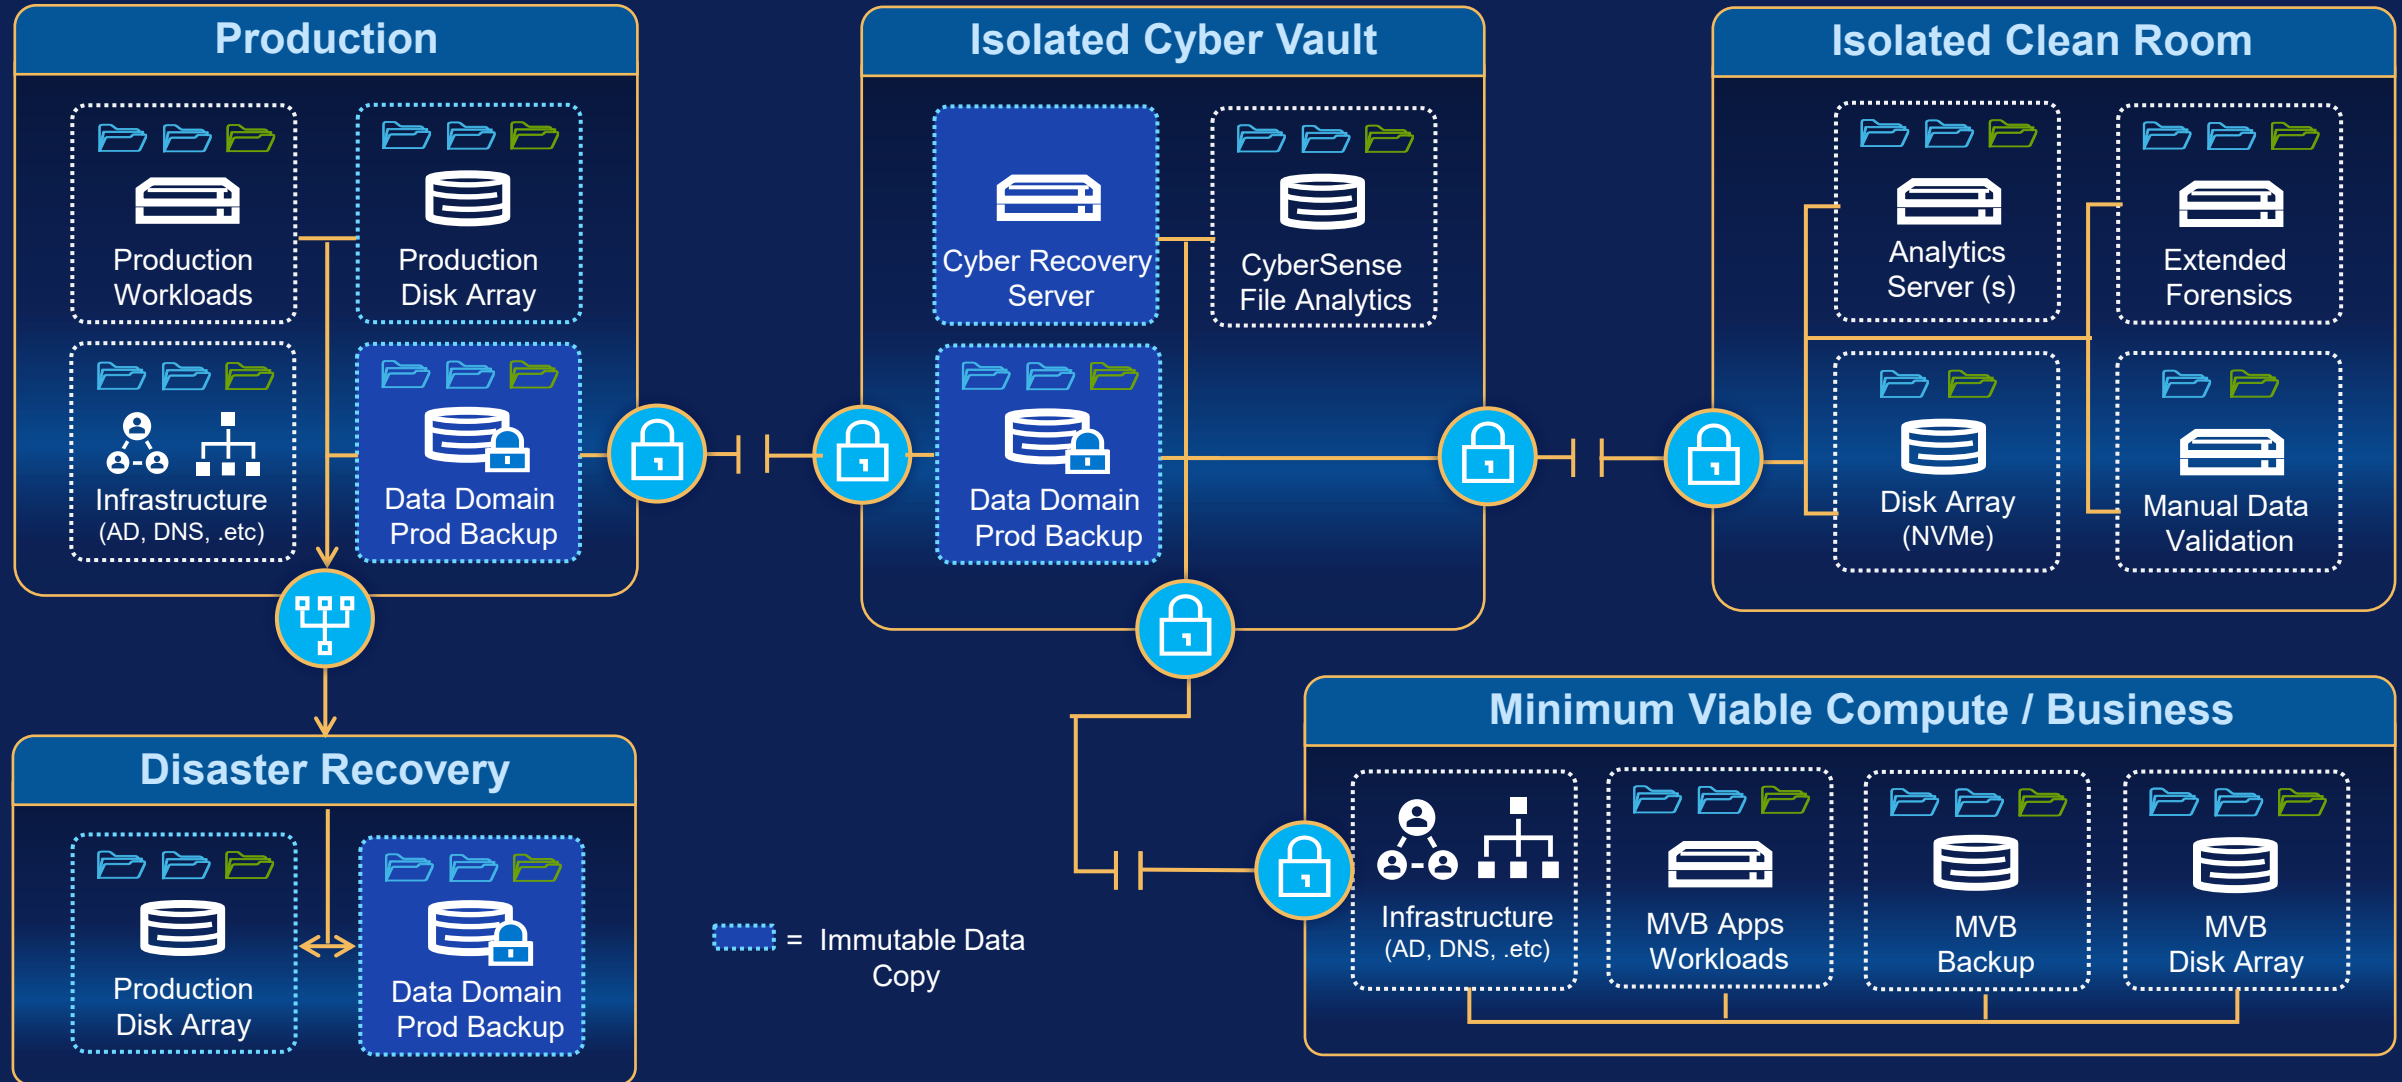 Production
Production
Workloads
Production
Disk Array
Infrastructure
(AD, DNS, .etc)
Data Domain
Prod Backup
Isolated Cyber Vault
Cyber Recovery
Server
CyberSense
File Analytics
Data Domain
Prod Backup
Isolated Clean Room
Analytics
Server (s)
Extended
Forensics
Disk Array
(NVMe)
Manual Data
Validation
Disaster Recovery
Production
Disk Array
Data Domain
Prod Backup
= Immutable Data
Copy
Minimum Viable Compute / Business
Infrastructure
(AD, DNS, .etc)
MVB Apps
Workloads
MVB
Backup
MVB
Disk Array